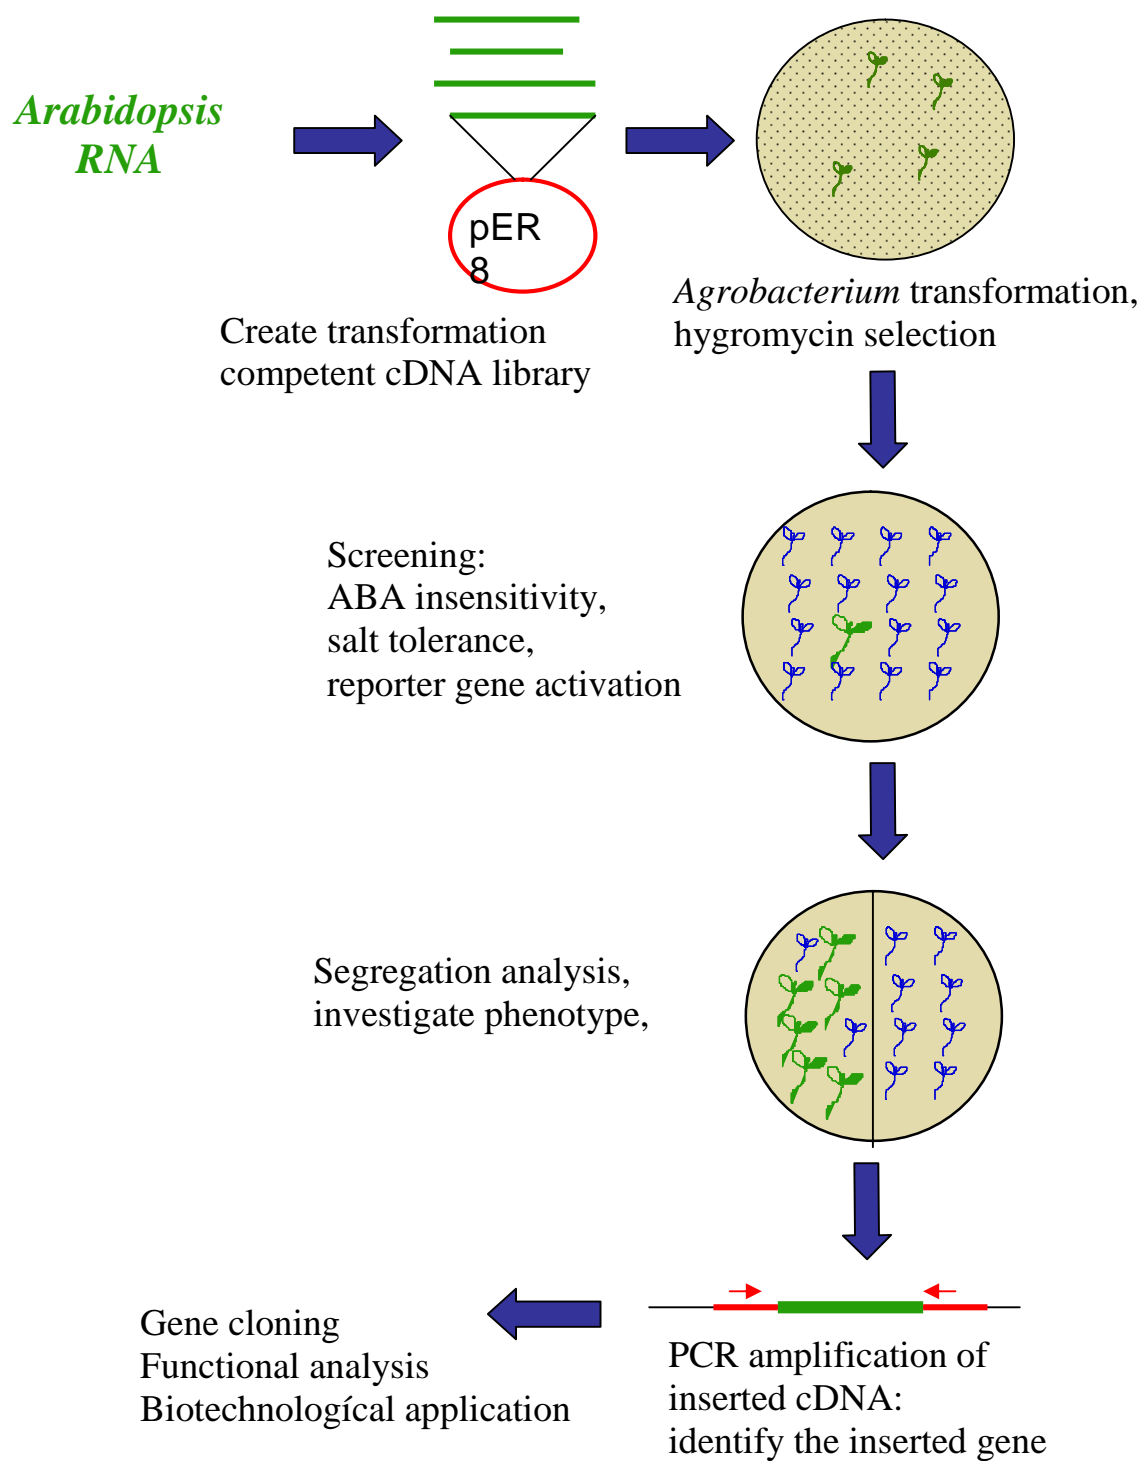 Arabidopsis
RNA
pER
8
Create transformation
competent cDNA library
Agrobacterium transformation,
hygromycin selection
Screening:
ABA insensitivity,
salt tolerance,
reporter gene activation
Segregation analysis,
investigate phenotype,
PCR amplification of
inserted cDNA:
identify the inserted gene
Gene cloning
Functional analysis
Biotechnologícal application